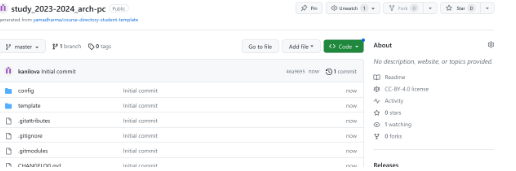 study_2023-2024_arch-pc Public
Pin
Unwatch 1
Fork 0
Star 0
generated from yamadharma/course-directory-student-template
master
1 branch
0 tags
Go to file
Add file
Code
About
No description, website, or topics provided.
kanilova Initial commit
now
1 commit
Readme
config Initial commit now
CC-BY-4.0 license
template Initial commit now
Activity
.gitattributes Initial commit now
0 stars
.gitignore Initial commit now
1 watching
.gitmodules Initial commit now
0 forks
CHANGELOG.md Initial commit now
Releases